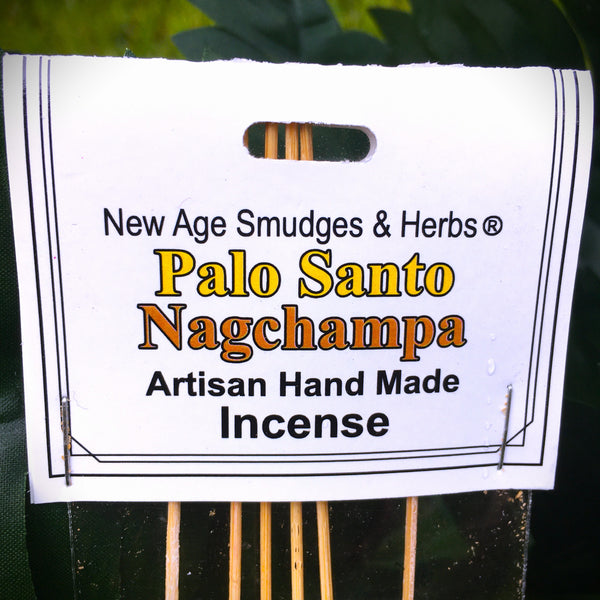 New Age Smudges & Herbs®
Palo Santo
Nagchampa
Artisan Hand Made
Incense